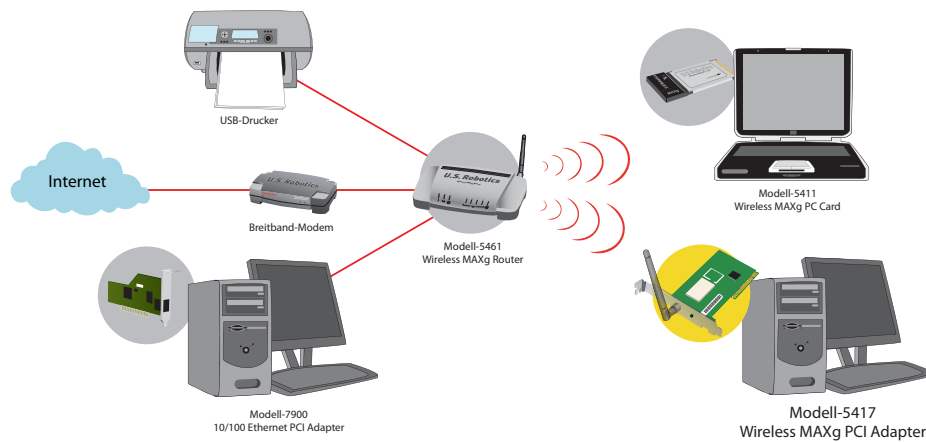 USB-Drucker
Internet
U.S. Robotics
Breitband-Modem
U.S. Robotics
Modell-5461
Wireless MAXg Router
Modell-5411
Wireless MAXg PC Card
Modell-7900
10/100 Ethernet PCI Adapter
Modell-5417
Wireless MAXg PCI Adapter